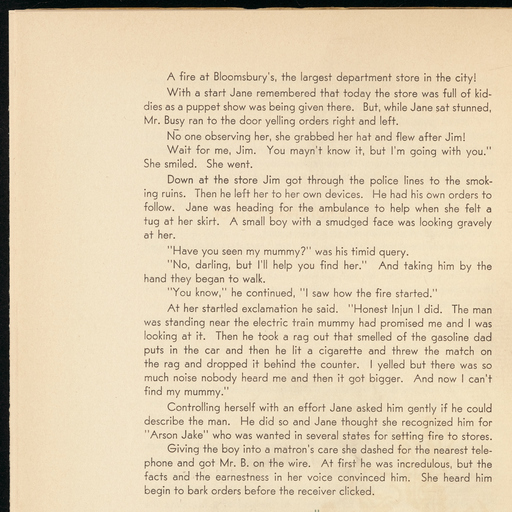 A fire at Bloomsbury's, the largest department store in the city!
With a start Jane remembered that today the store was full of kid-
dies as a puppet show was being given there. But, while Jane sat stunned,
Mr. Busy ran to the door yelling orders right and left.
No one observing her, she grabbed her hat and flew after Jim!
Wait for me, Jim. You mayn't know it, but I'm going with you."
She smiled. She went.
Down at the store Jim got through the police lines to the smok-
ing ruins. Then he left her to her own devices. He had his own orders to
follow. Jane was heading for the ambulance to help when she felt a
tug at her skirt. A small boy with a smudged face was looking gravely
at her.
"Have you seen my mummy?" was his timid query.
"No, darling, but I'll help you find her." And taking him by the
hand they began to walk.
"You know," he continued, "I saw how the fire started."
At her startled exclamation he said. "Honest Injun I did. The man
was standing near the electric train mummy had promised me and I was
looking at it. Then he took a rag out that smelled of the gasoline dad
puts in the car and then he lit a cigarette and threw the match on
the rag and dropped it behind the counter. I yelled but there was so
much noise nobody heard me and then it got bigger. And now I can't
find my mummy."
Controlling herself with an effort Jane asked him gently if he could
describe the man. He did so and Jane thought she recognized him for
"Arson Jake" who was wanted in several states for setting fire to stores.
Giving the boy into a matron's care she dashed for the nearest tele-
phone and got Mr. B. on the wire. At first he was incredulous, but the
facts and the earnestness in her voice convinced him. She heard him
begin to bark orders before the receiver clicked.